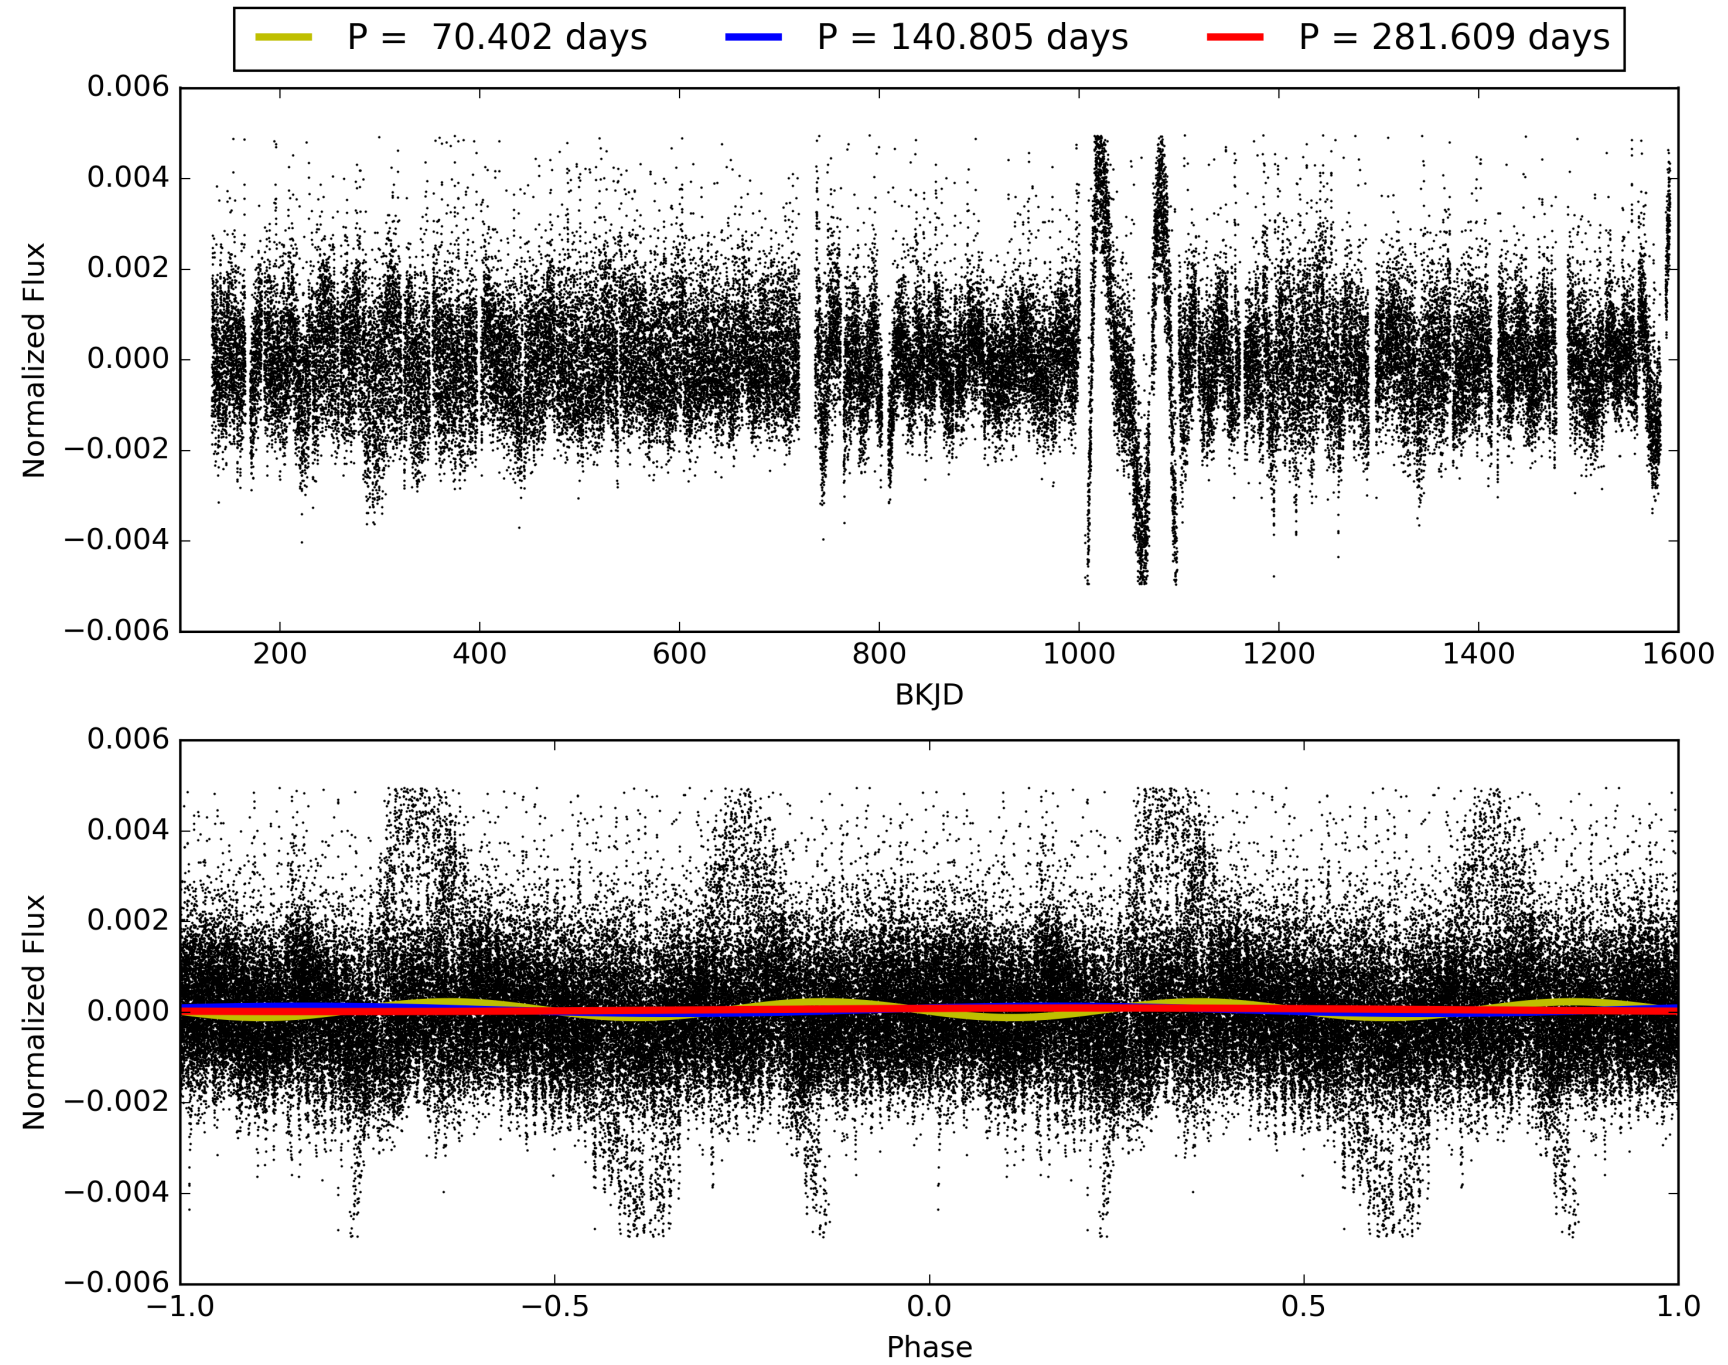 P = 70.402 days P = 140.805 days P = 281.609 days
0.006
0.004
0.002
0.000
−0.002
−0.004
−0.006
Normalized Flux
200 400 600 800 1000 1200 1400 1600
BKJD
0.006
0.004
0.002
0.000
−0.002
−0.004
−0.006
Normalized Flux
−1.0 −0.5 0.0 0.5 1.0
Phase